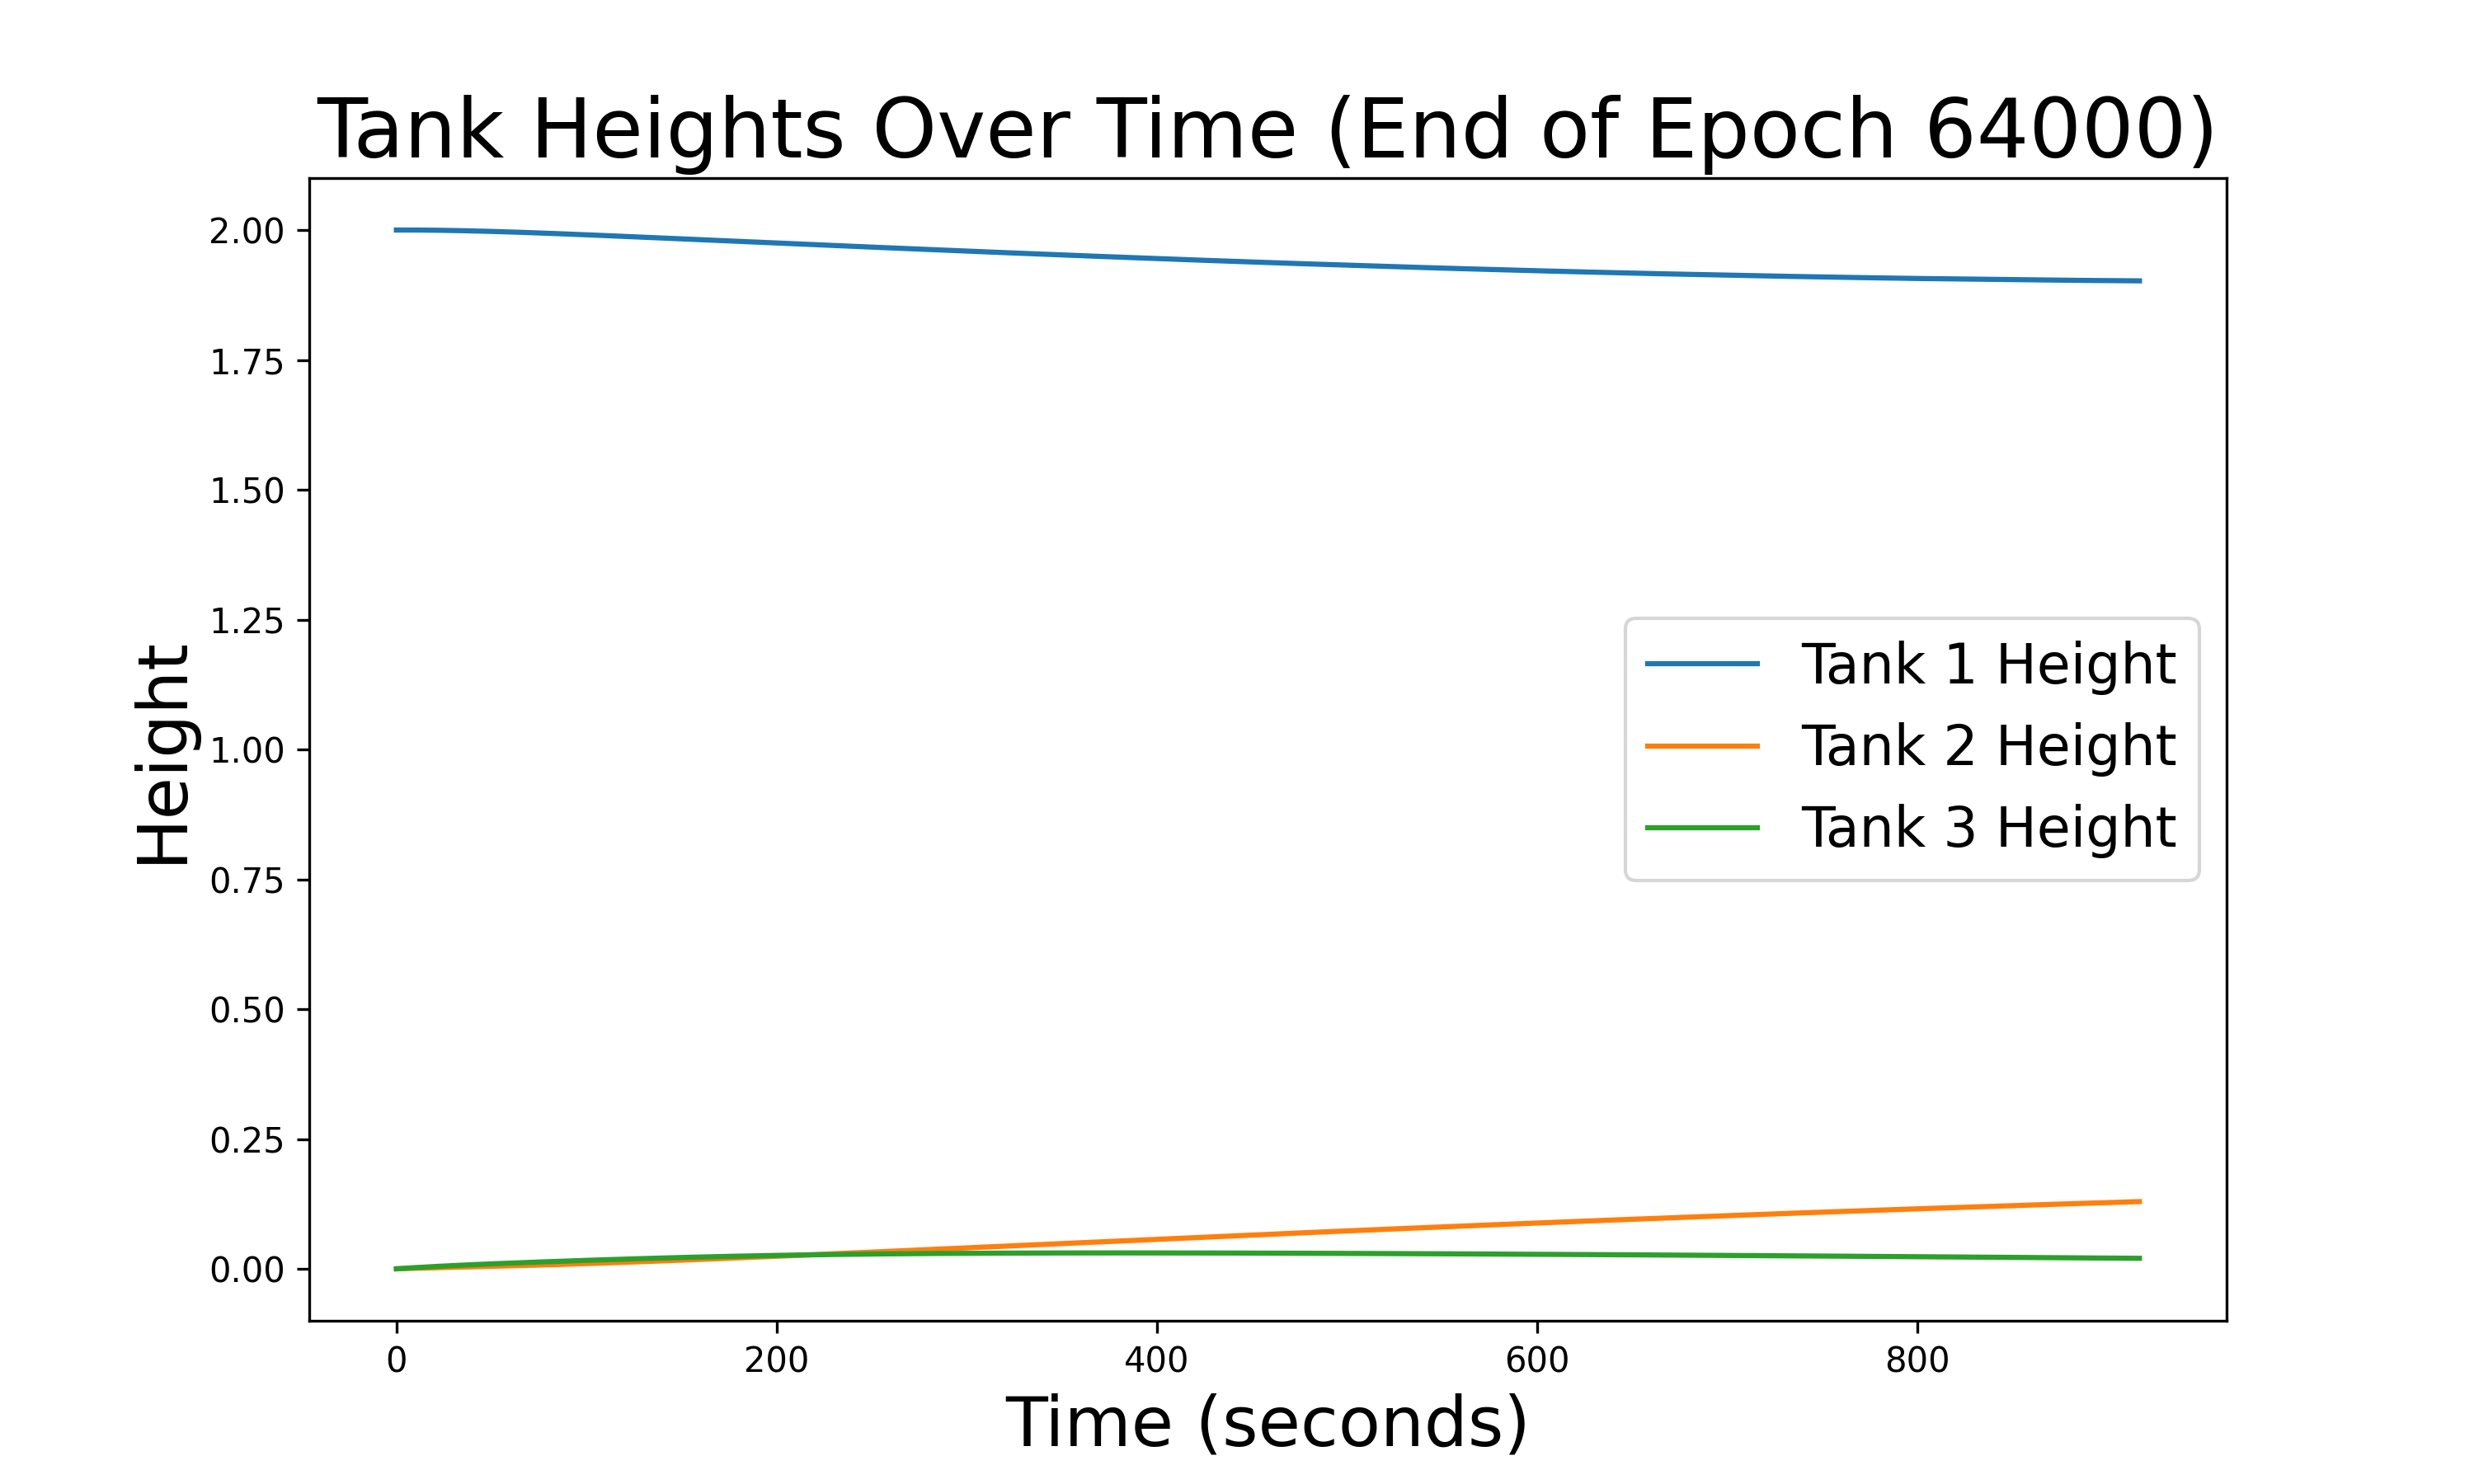 Tank Heights Over Time (End of Epoch 64000)
2.00
1.75
1.50
1.25
1.00
0.75
0.50
0.25
0.00
Height
Tank 1 Height
Tank 2 Height
Tank 3 Height
0 200 400 600 800
Time (seconds)